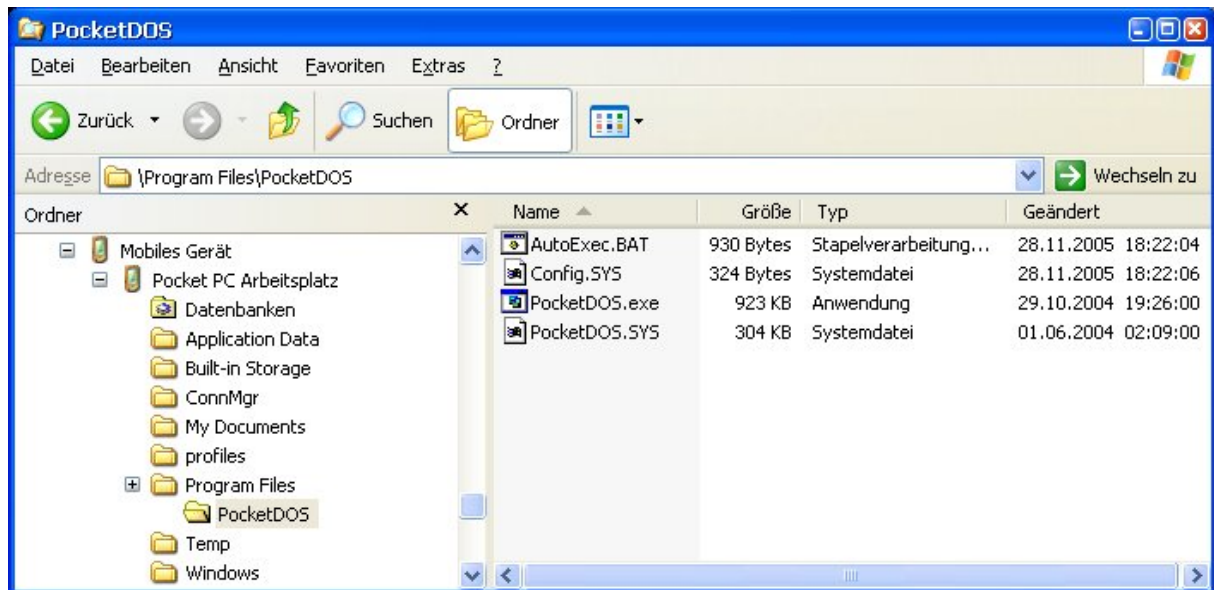 PocketDOS
Datei Bearbeiten Ansicht Favoriten Extras ?
Zurück Suchen Ordner
Adresse \Program Files\PocketDOS Wechseln zu
Ordner
Name Größe Typ Geändert
Mobiles Gerät
Pocket PC Arbeitsplatz
Datenbanken
Application Data
Built-in Storage
ConnMgr
My Documents
profiles
Program Files
PocketDOS
Temp
Windows
AutoExec.BAT 930 Bytes Stapelverarbeitung... 28.11.2005 18:22:04
Config.SYS 324 Bytes Systemdatei 28.11.2005 18:22:06
PocketDOS.exe 923 KB Anwendung 29.10.2004 19:26:00
PocketDOS.SYS 304 KB Systemdatei 01.06.2004 02:09:00